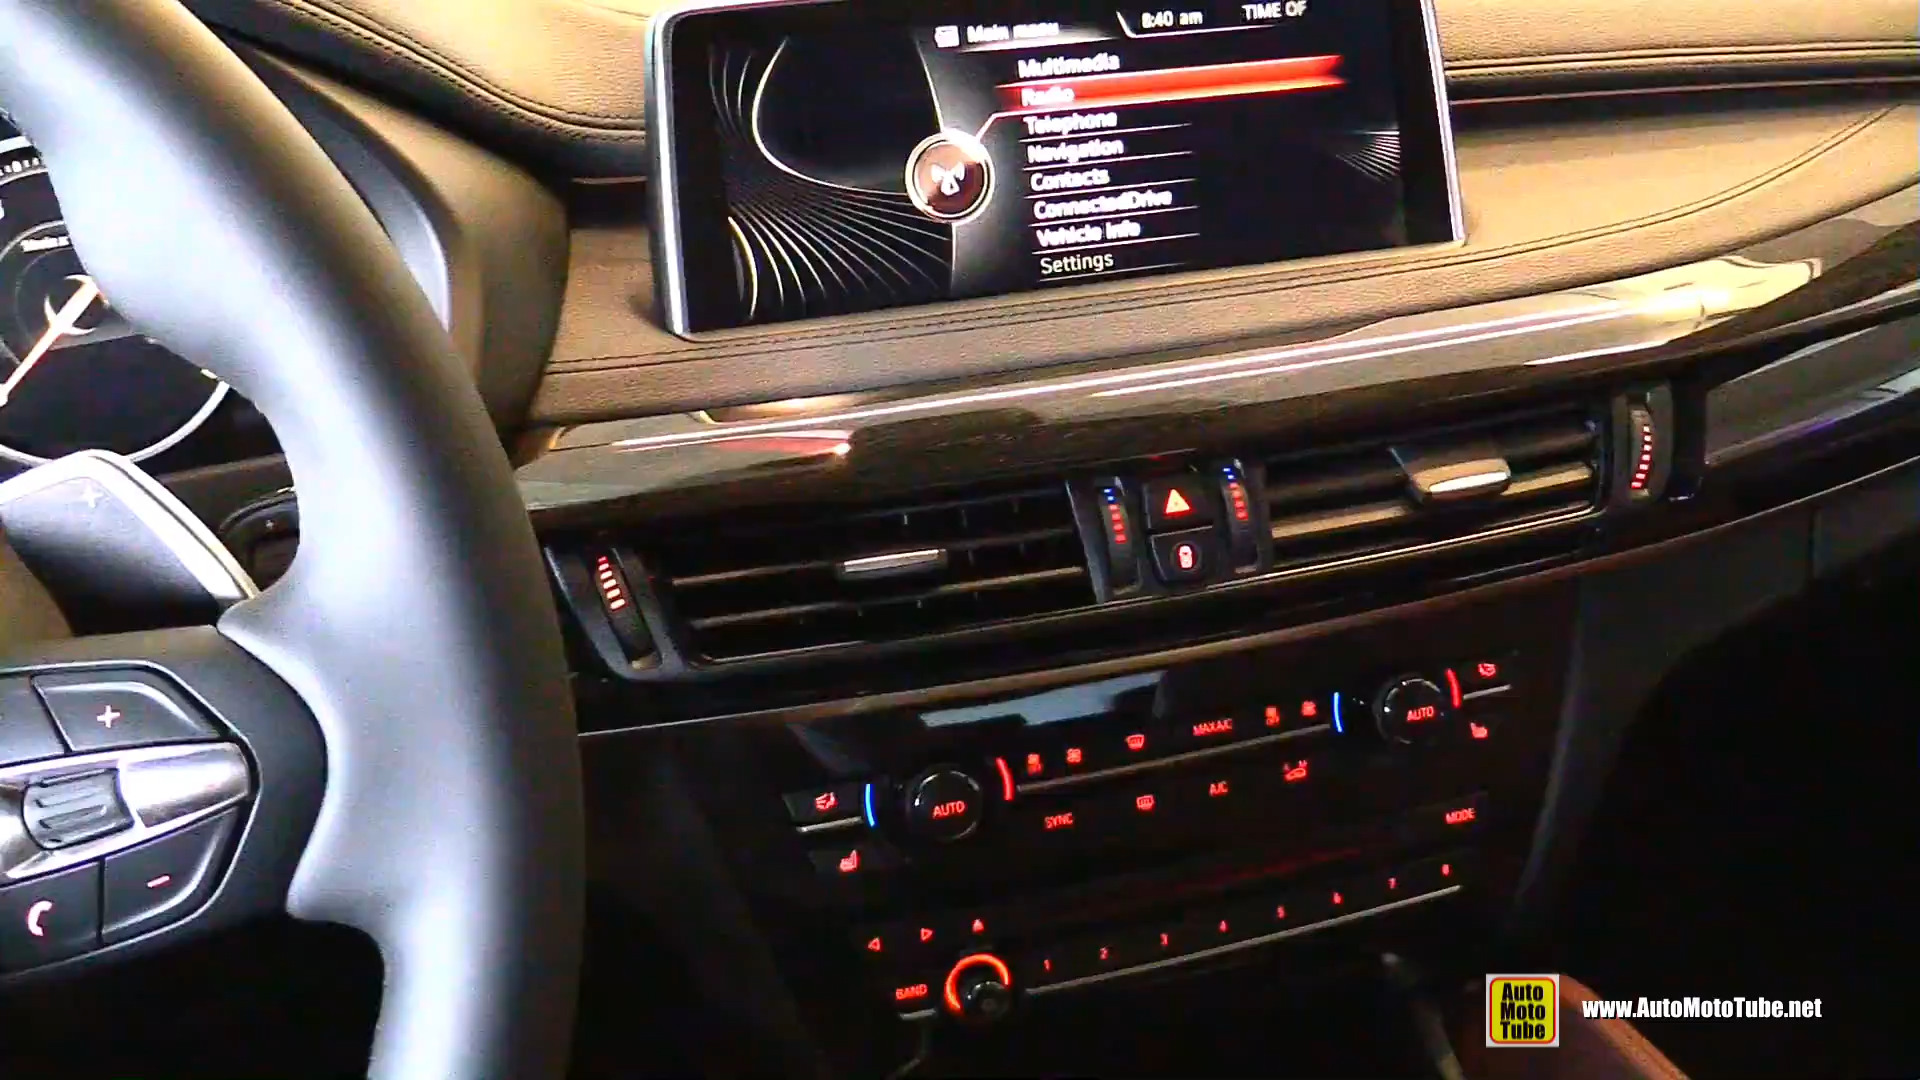 Main menu
8:40 am
TIME OF
Multimedia
Radio
Telephone
Navigation
Contacts
ConnectedDrive
Vehicle Info
Settings
MAX A/C
AUTO
AUTO
SYNC
A/C
MODE
BAND
1 2 3 4 5 6 7 8
Auto
Moto
Tube
www.AutoMotoTube.net